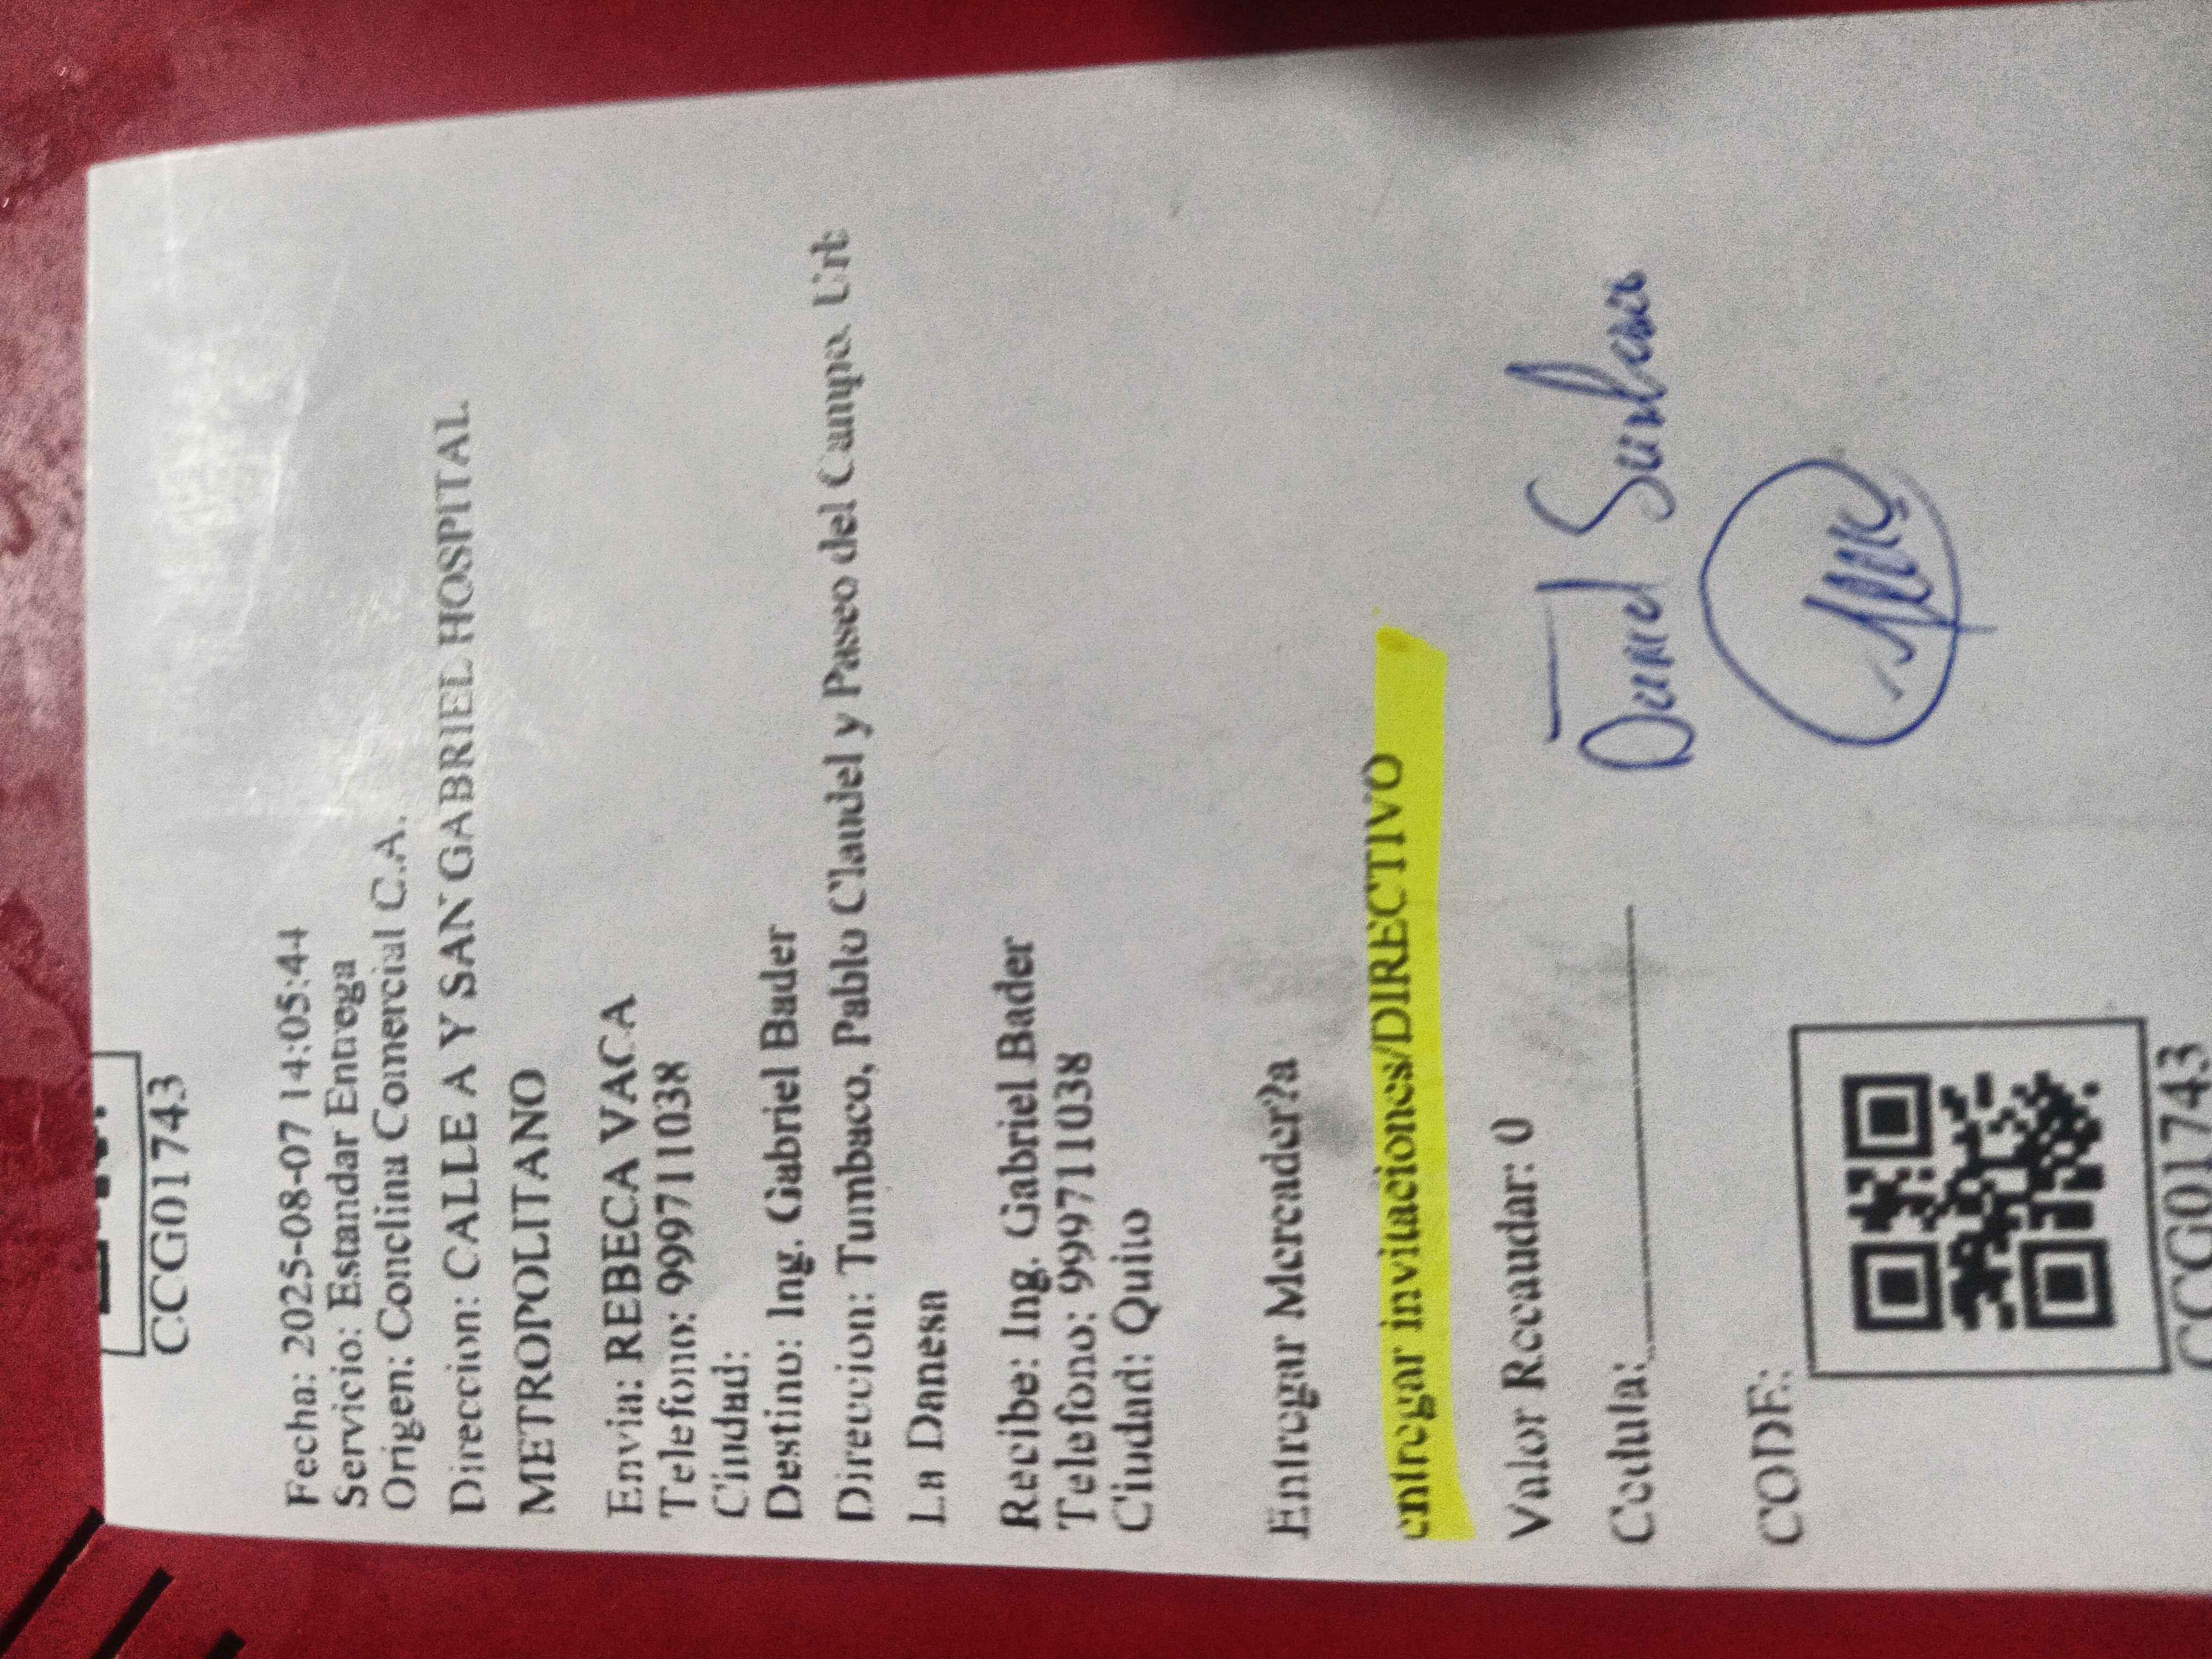 CCG01743
Fecha: 2025-08-07 14:05:44
Servicio: Estandar Entrega
Origen: Conclina Comercial C.A.
Direccion: CALLE A Y SAN GABRIEL HOSPITAL
METROPOLITANO
Envia: REBECA VACA
Telefono: 999711038
Ciudad:
Destino: Ing. Gabriel Bader
Direccion: Tumbaco, Pablo Claudel y Paseo del Campo. Urb
La Danesa
Recibe: Ing. Gabriel Bader
Telefono: 999711038
Ciudad: Quito
Entregar Mercader?a
entregar invitaciones/DIRECTIVO
Valor Recaudar: 0
Daniel
Cedula:
CODE:
CCG01743